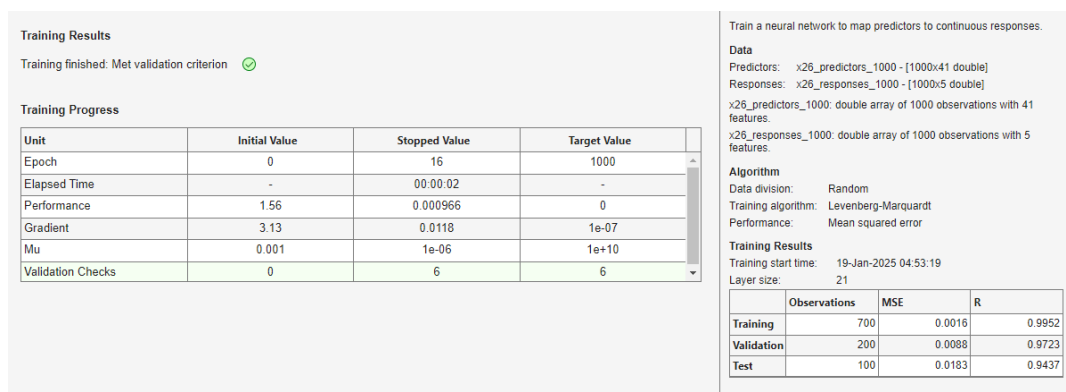 Training Results
Training finished: Met validation criterion
Training Progress
Unit Initial Value Stopped Value Target Value
Epoch 0 16 1000
Elapsed Time - 00:00:02 -
Performance 1.56 0.000966 0
Gradient 3.13 0.0118 1e-07
Mu 0.001 1e-06 1e+10
Validation Checks 0 6 6
Train a neural network to map predictors to continuous responses.
Data
Predictors: x26_predictors_1000 - [1000x41 double]
Responses: x26_responses_1000 - [1000x5 double]
x26_predictors_1000: double array of 1000 observations with 41
features.
x26_responses_1000: double array of 1000 observations with 5
features.
Algorithm
Data division: Random
Training algorithm: Levenberg-Marquardt
Performance: Mean squared error
Training Results
Training start time: 19-Jan-2025 04:53:19
Layer size: 21
Observations MSE R
Training 700 0.0016 0.9952
Validation 200 0.0088 0.9723
Test 100 0.0183 0.9437